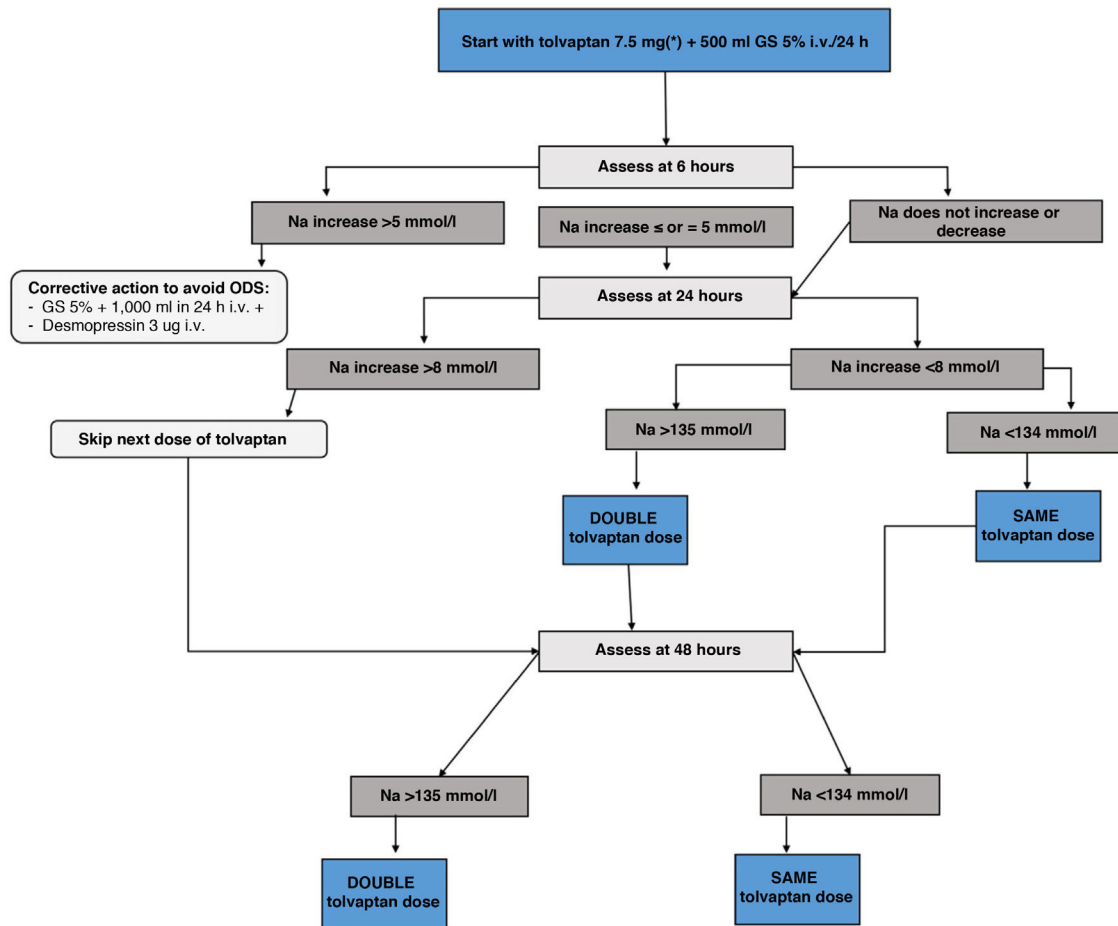 Start with tolvaptan 7.5 mg(*) + 500 ml GS 5% i.v./24 h
Assess at 6 hours
Na increase >5 mmol/l
Na increase ≤ or = 5 mmol/l
Na does not increase or
decrease
Corrective action to avoid ODS:
- GS 5% + 1,000 ml in 24 h i.v. +
- Desmopressin 3 ug i.v.
Assess at 24 hours
Na increase >8 mmol/l
Na increase <8 mmol/l
Skip next dose of tolvaptan
Na >135 mmol/l
Na <134 mmol/l
DOUBLE
tolvaptan dose
SAME
tolvaptan dose
Assess at 48 hours
Na >135 mmol/l
Na <134 mmol/l
DOUBLE
tolvaptan dose
SAME
tolvaptan dose